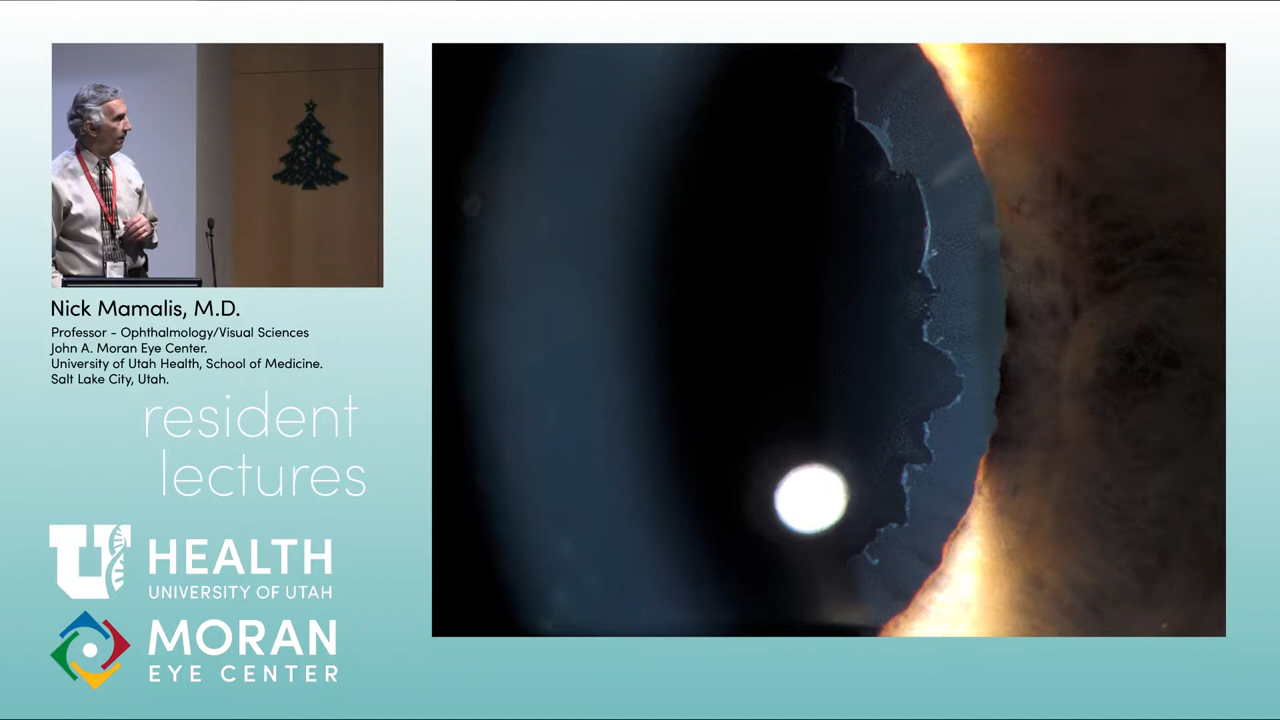 Nick Mamalis, M.D.
Professor - Ophthalmology/Visual Sciences
John A. Moran Eye Center.
University of Utah Health, School of Medicine.
Salt Lake City, Utah.
resident
lectures
U HEALTH
UNIVERSITY OF UTAH
MORAN
EYE CENTER